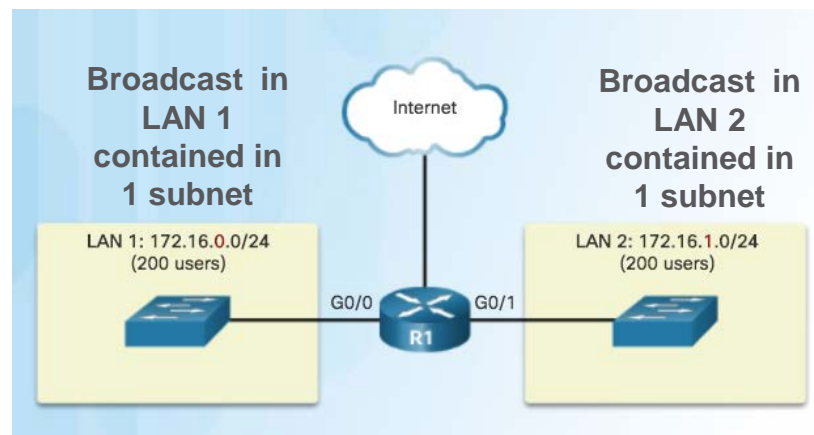 Broadcast in
LAN 1
contained in
1 subnet
Internet
Broadcast in
LAN 2
contained in
1 subnet
LAN 1: 172.16.0.0/24
(200 users)
LAN 2: 172.16.1.0/24
(200 users)
G0/0
G0/1
R1